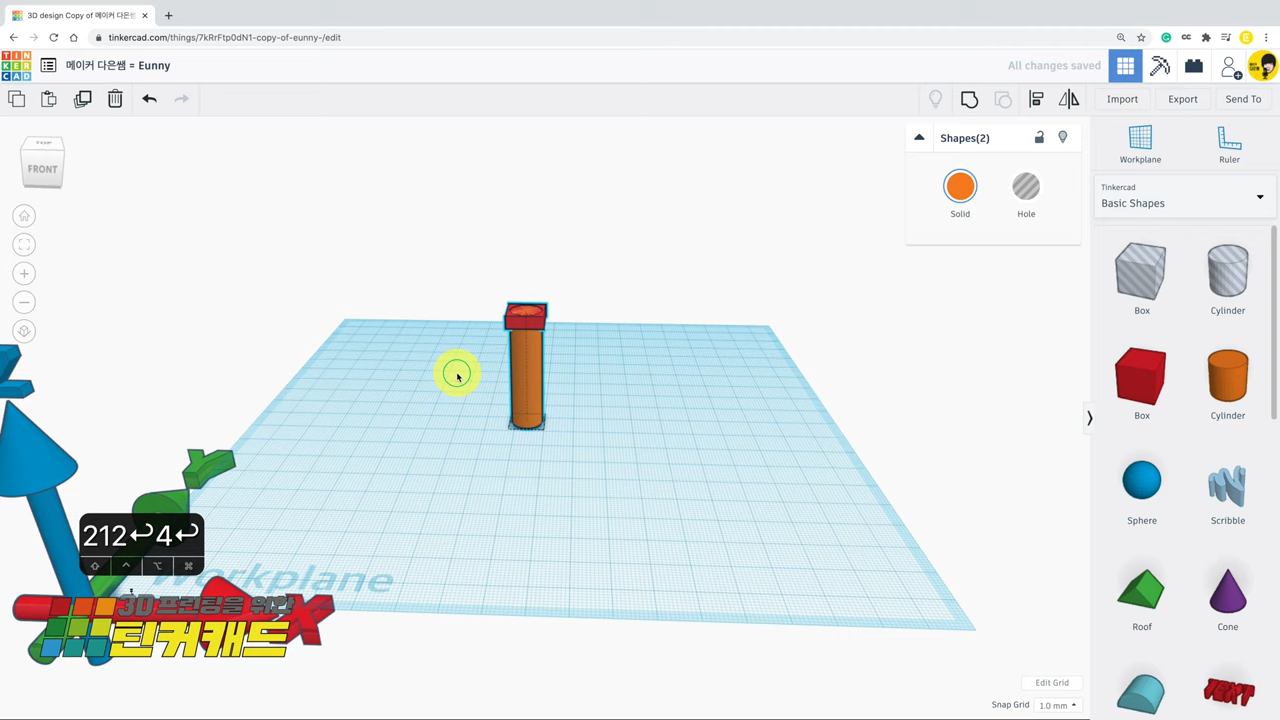 3D design Copy of 메이커 다은쌤
tinkercad.com/things/7kRrFtp0dN1-copy-of-eunny-/edit
TIN
KER
CAD
메이커 다은쌤 = Eunny
All changes saved
Import
Export
Send To
FRONT
Shapes(2)
Solid
Hole
Workplane
Ruler
Tinkercad
Basic Shapes
Box
Cylinder
Box
Cylinder
Sphere
Scribble
Roof
Cone
TEXT
Y
X
212↩4↩
Workplane
3D 프린팅을 위한
틴커캐드
Edit Grid
Snap Grid
1.0 mm